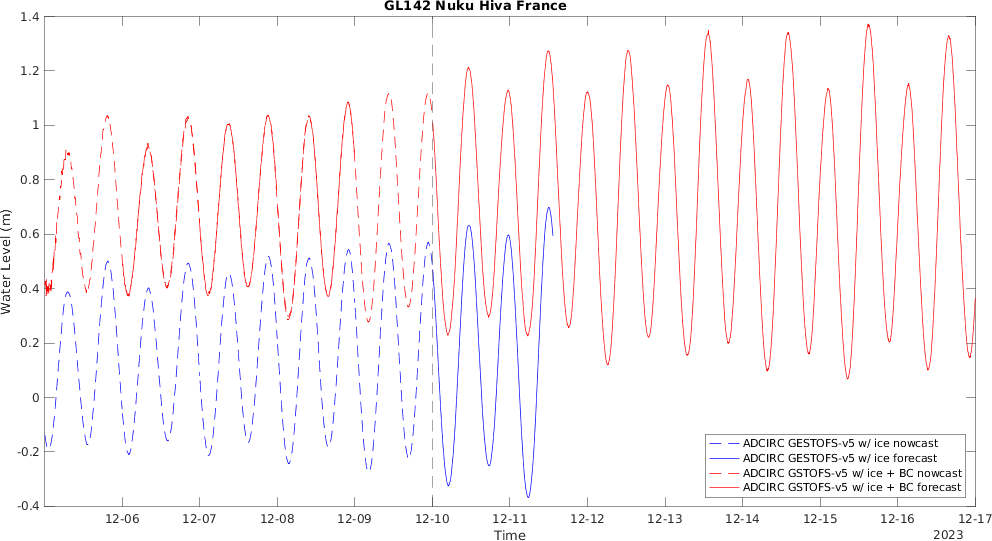 GL142 Nuku Hiva France
1.4
1.2
1
0.8
0.6
0.4
0.2
0
-0.2
-0.4
Water Level (m)
12-06 12-07 12-08 12-09 12-10 12-11 12-12 12-13 12-14 12-15 12-16 12-17
Time
2023
ADCIRC GESTOFS-v5 w/ ice nowcast
ADCIRC GESTOFS-v5 w/ ice forecast
ADCIRC GSTOFS-v5 w/ ice + BC nowcast
ADCIRC GSTOFS-v5 w/ ice + BC forecast